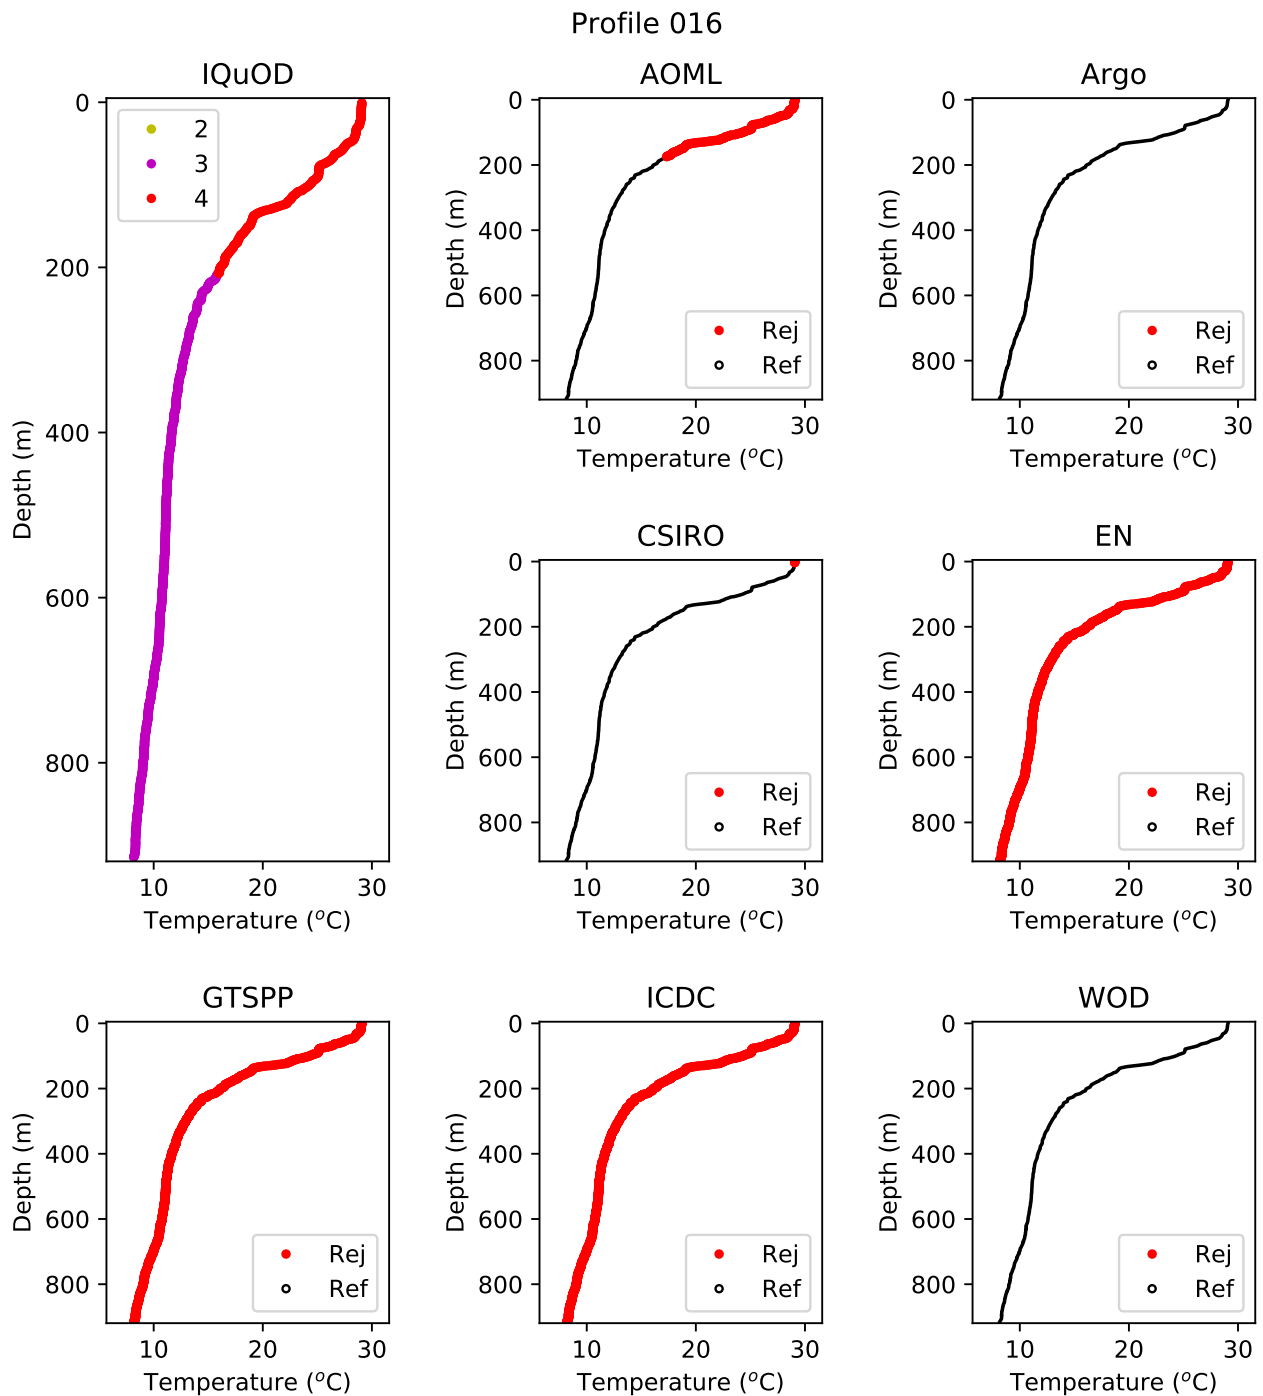 Profile 016
IQuOD
0
200
400
600
800
Depth (m)
2
3
4
10 20 30
Temperature (°C)
AOML
0
200
400
600
800
Depth (m)
Rej
Ref
10 20 30
Temperature (°C)
Argo
0
200
400
600
800
Depth (m)
Rej
Ref
10 20 30
Temperature (°C)
CSIRO
0
200
400
600
800
Depth (m)
Rej
Ref
10 20 30
Temperature (°C)
EN
0
200
400
600
800
Depth (m)
Rej
Ref
10 20 30
Temperature (°C)
GTSPP
0
200
400
600
800
Depth (m)
Rej
Ref
10 20 30
Temperature (°C)
ICDC
0
200
400
600
800
Depth (m)
Rej
Ref
10 20 30
Temperature (°C)
WOD
0
200
400
600
800
Depth (m)
Rej
Ref
10 20 30
Temperature (°C)